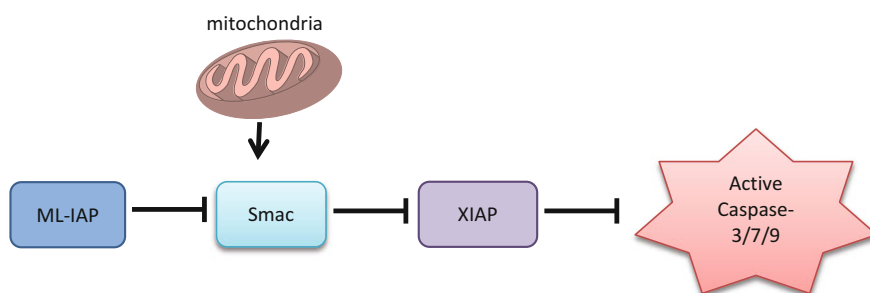 mitochondria
ML-IAP
Smac
XIAP
Active
Caspase-
3/7/9